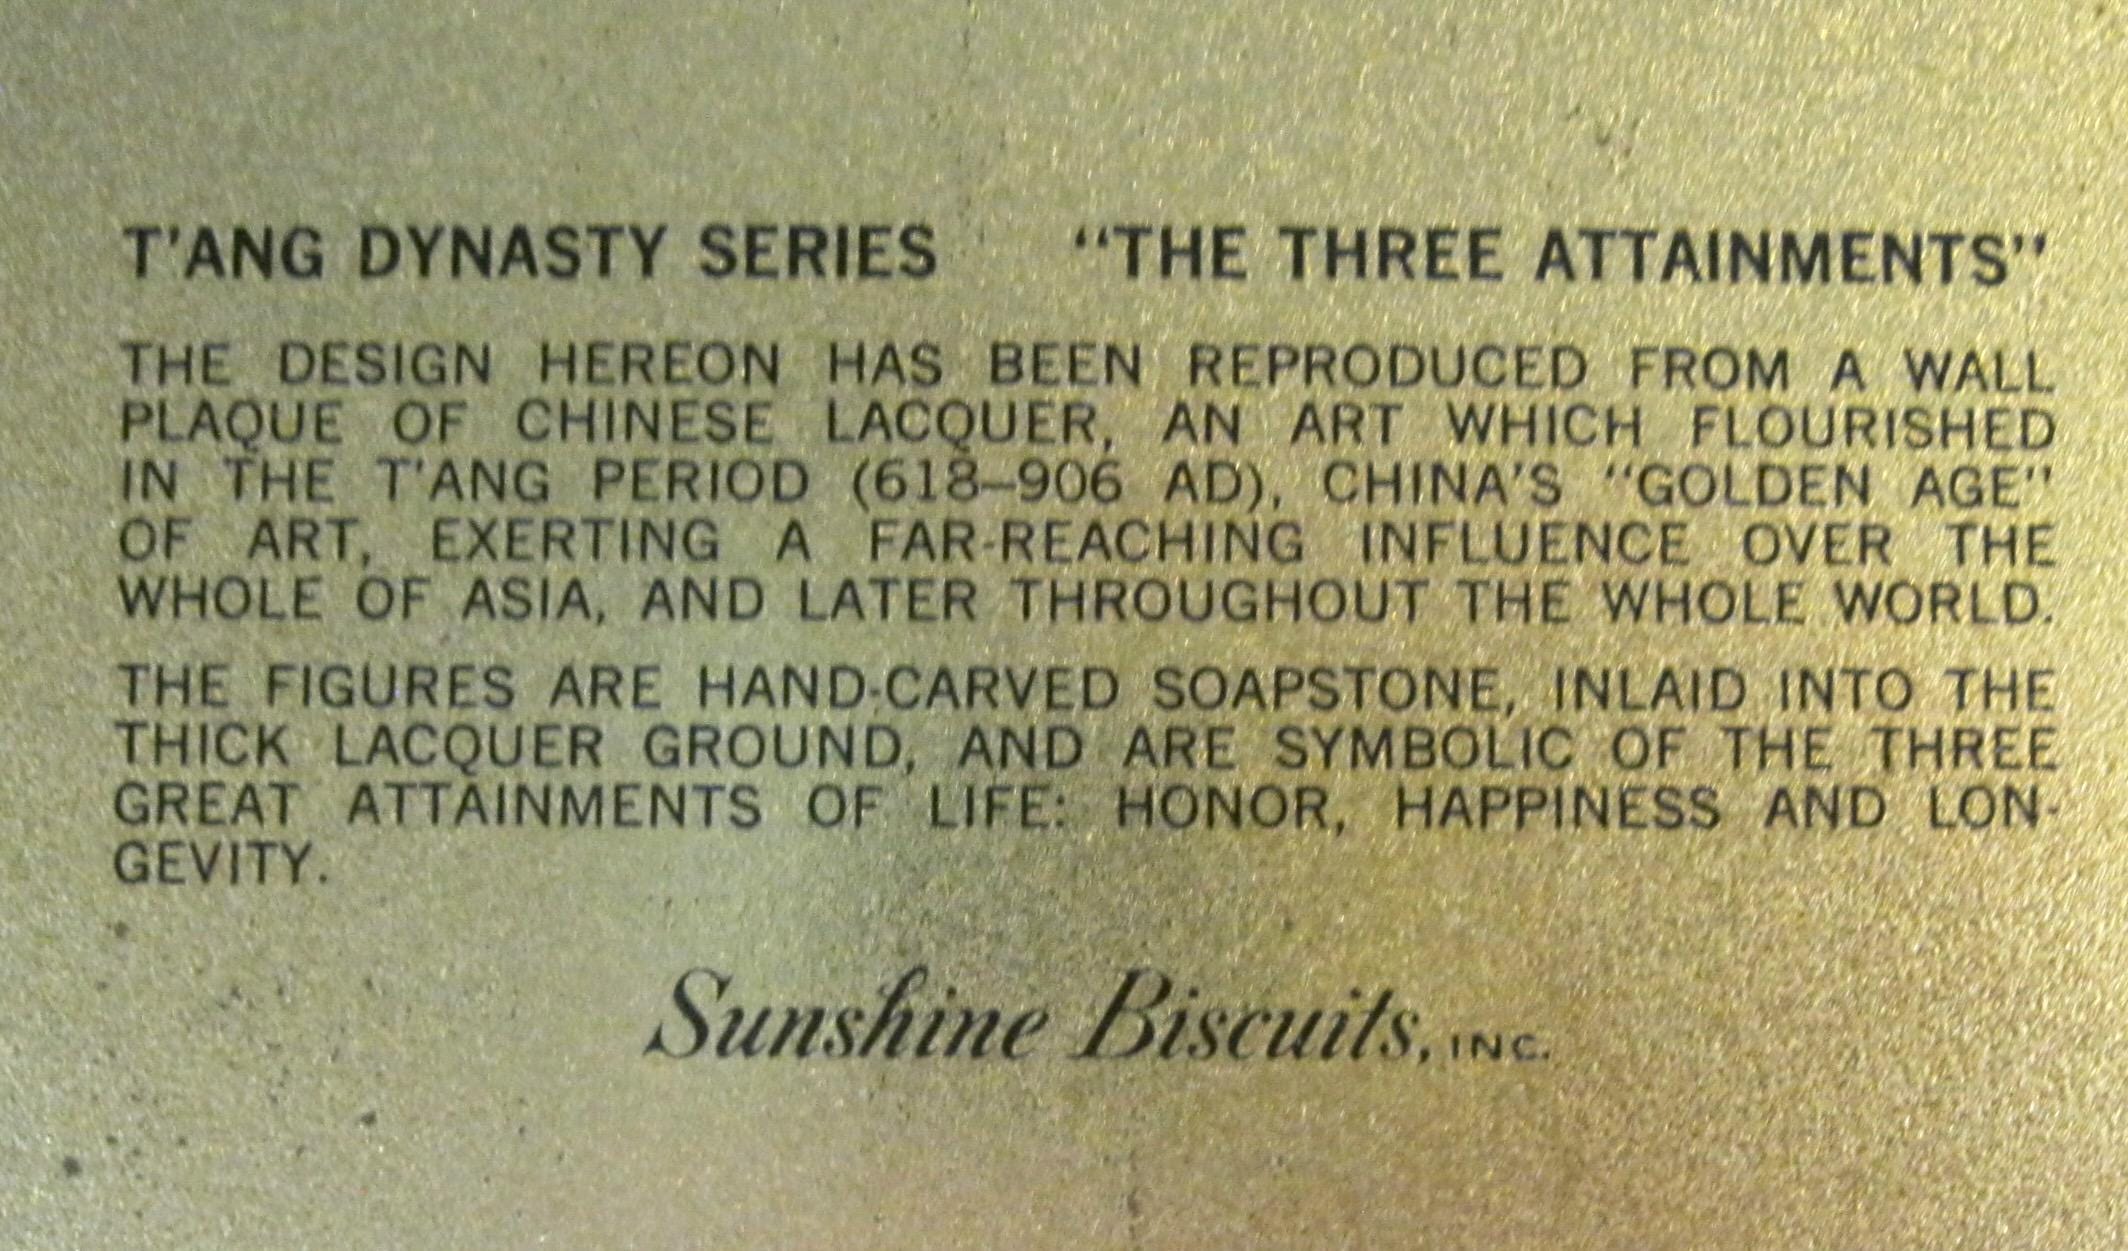 T'ANG DYNASTY SERIES "THE THREE ATTAINMENTS"
THE DESIGN HEREON HAS BEEN REPRODUCED FROM A WALL
PLAQUE OF CHINESE LACQUER, AN ART WHICH FLOURISHED
IN THE T'ANG PERIOD (618–906 AD), CHINA'S "GOLDEN AGE"
OF ART, EXERTING A FAR-REACHING INFLUENCE OVER THE
WHOLE OF ASIA, AND LATER THROUGHOUT THE WHOLE WORLD.
THE FIGURES ARE HAND-CARVED SOAPSTONE, INLAID INTO THE
THICK LACQUER GROUND, AND ARE SYMBOLIC OF THE THREE
GREAT ATTAINMENTS OF LIFE: HONOR, HAPPINESS AND LON-
GEVITY.
Sunshine Biscuits, INC.